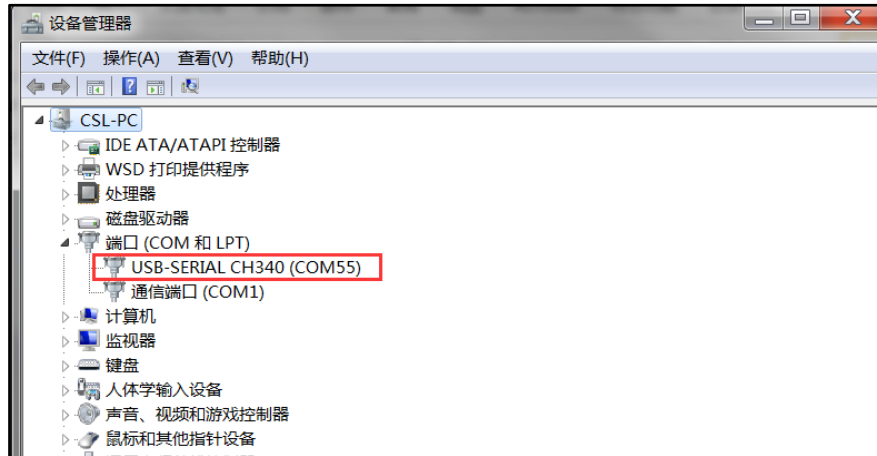 设备管理器
文件(F) 操作(A) 查看(V) 帮助(H)
CSL-PC
IDE ATA/ATAPI 控制器
WSD 打印提供程序
处理器
磁盘驱动器
端口 (COM 和 LPT)
USB-SERIAL CH340 (COM55)
通信端口 (COM1)
计算机
监视器
键盘
人体学输入设备
声音、视频和游戏控制器
鼠标和其他指针设备